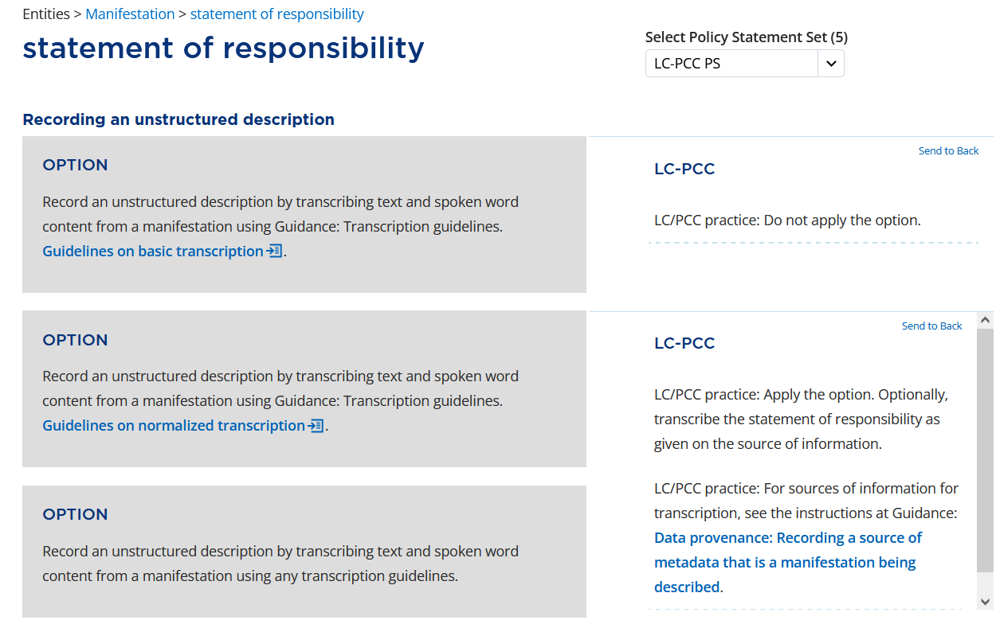 Entities > Manifestation > statement of responsibility
statement of responsibility
Select Policy Statement Set (5)
LC-PCC PS
Recording an unstructured description
OPTION
Record an unstructured description by transcribing text and spoken word
content from a manifestation using Guidance: Transcription guidelines.
Guidelines on basic transcription.
Send to Back
LC-PCC
LC/PCC practice: Do not apply the option.
OPTION
Record an unstructured description by transcribing text and spoken word
content from a manifestation using Guidance: Transcription guidelines.
Guidelines on normalized transcription.
Send to Back
LC-PCC
LC/PCC practice: Apply the option. Optionally,
transcribe the statement of responsibility as
given on the source of information.
LC/PCC practice: For sources of information for
transcription, see the instructions at Guidance:
Data provenance: Recording a source of
metadata that is a manifestation being
described.
OPTION
Record an unstructured description by transcribing text and spoken word
content from a manifestation using any transcription guidelines.